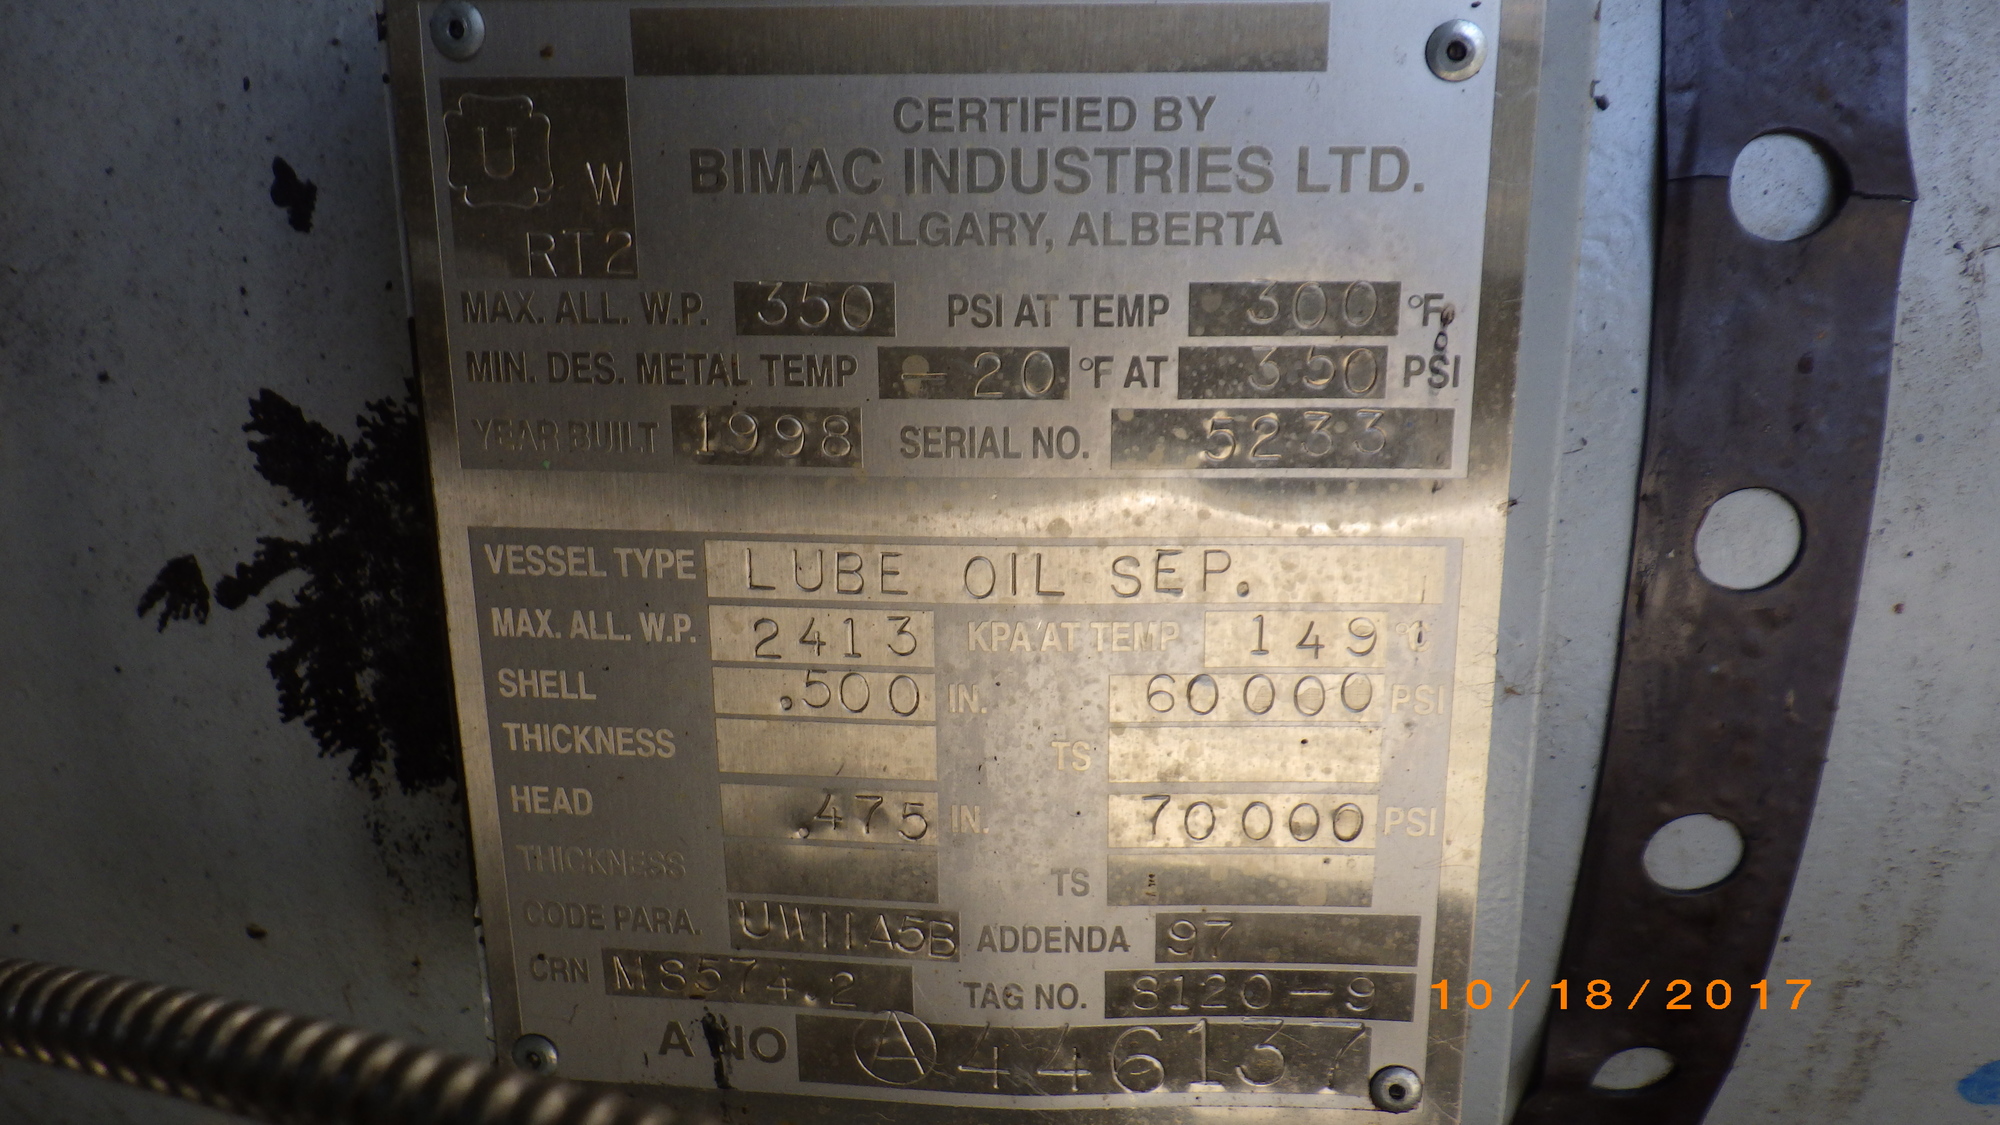 U
W
RT2
CERTIFIED BY
BIMAC INDUSTRIES LTD.
CALGARY, ALBERTA
MAX. ALL. W.P. 350 PSI AT TEMP 300 °F
MIN. DES. METAL TEMP -20 °F AT 350 PSI
YEAR BUILT 1998 SERIAL NO. 5233
VESSEL TYPE LUBE OIL SEP.
MAX. ALL. W.P. 2413 KPA AT TEMP 149 °C
SHELL .500 IN. 60000 PSI
THICKNESS TS
HEAD .475 IN. 70000 PSI
THICKNESS TS
CODE PARA. UW11A5B ADDENDA 97
CRN M8574.2 TAG NO. 8120-9
A NO A 446137
10/18/2017